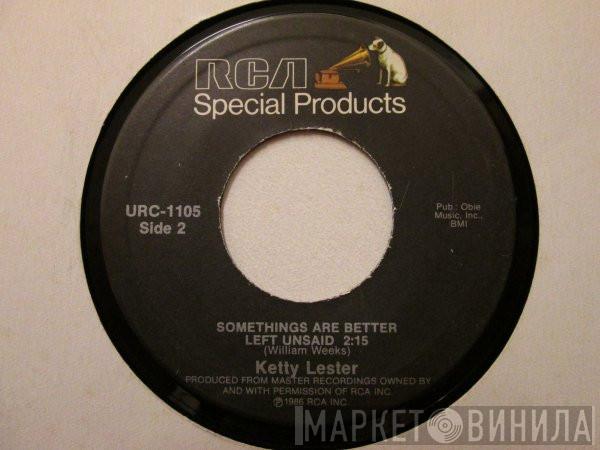 RCA
Special Products
URC-1105
Side 2
Pub.: Obie
Music, Inc.,
BMI
SOMETHINGS ARE BETTER
LEFT UNSAID 2:15
(William Weeks)
Ketty Lester
PRODUCED FROM MASTER RECORDINGS OWNED BY
AND WITH PERMISSION OF RCA INC.
℗1986 RCA INC.
МАРКЕТ ВИНИЛА